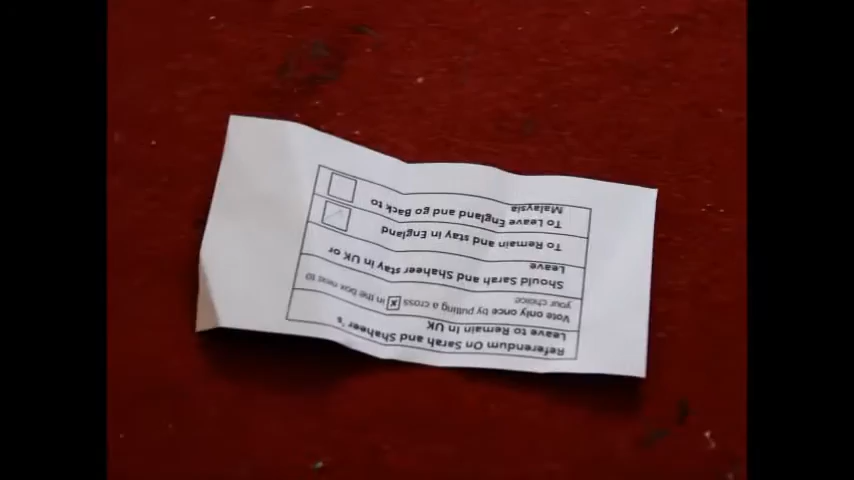 Referendum On Sarah and Shaheer's
Leave to Remain In UK
Vote only once by putting a cross x in the box next to
your choice
Should Sarah and Shaheer stay in UK or
Leave
To Remain and stay in England
To Leave England and go Back to
Malaysia